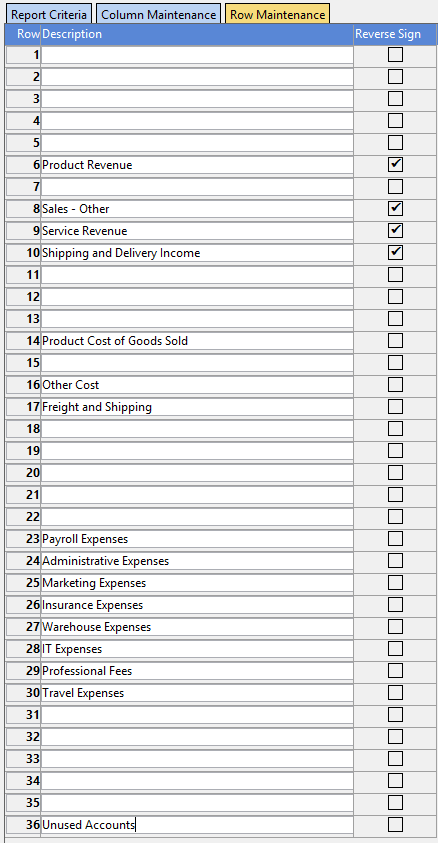 Report Criteria Column Maintenance Row Maintenance
Row Description Reverse Sign
1
2
3
4
5
6 Product Revenue
7
8 Sales - Other
9 Service Revenue
10 Shipping and Delivery Income
11
12
13
14 Product Cost of Goods Sold
15
16 Other Cost
17 Freight and Shipping
18
19
20
21
22
23 Payroll Expenses
24 Administrative Expenses
25 Marketing Expenses
26 Insurance Expenses
27 Warehouse Expenses
28 IT Expenses
29 Professional Fees
30 Travel Expenses
31
32
33
34
35
36 Unused Accounts